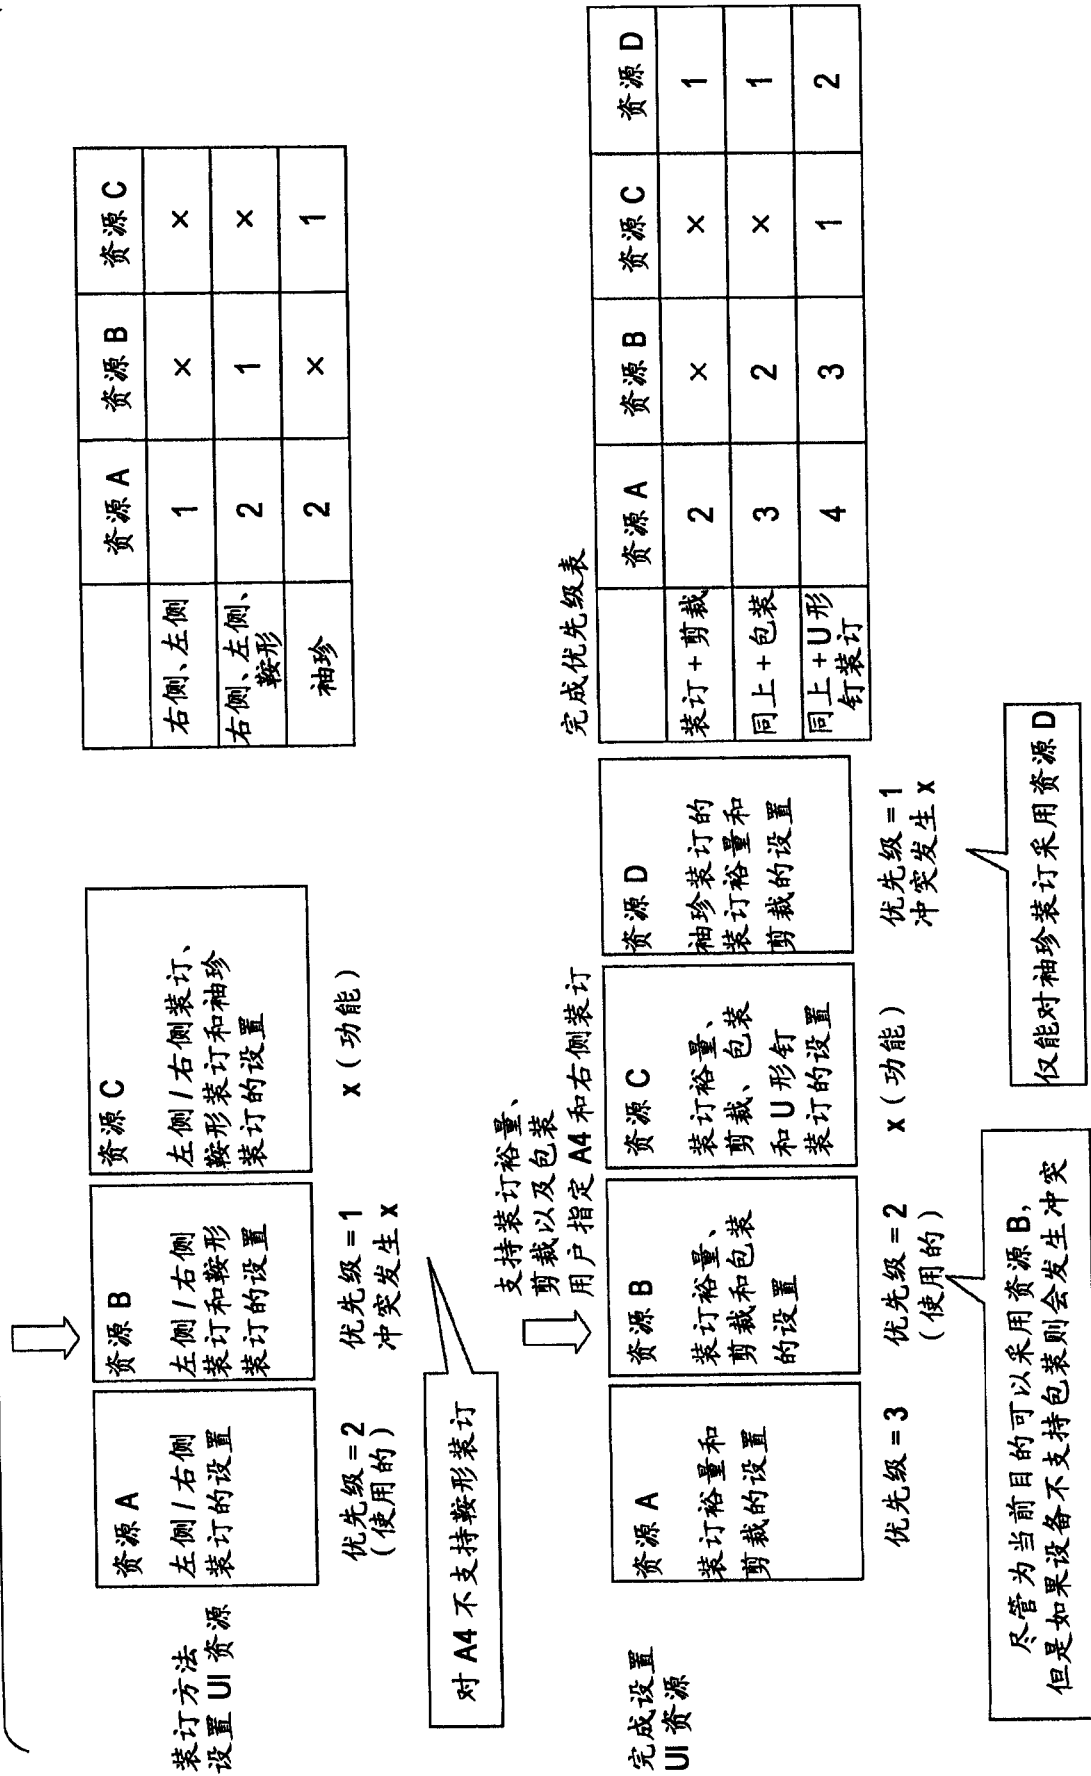 装订方法
设置 UI 资源
资源 A
左侧 / 右侧
装订的设置
资源 B
左侧 / 右侧
装订和鞍形
装订的设置
资源 C
左侧 / 右侧装订、
鞍形装订和袖珍
装订的设置
优先级 = 2
(使用的)
优先级 = 1
冲突发生 x
x (功能)
对 A4 不支持鞍形装订
资源 A 资源 B 资源 C
右侧、左侧 1 × ×
右侧、左侧、
鞍形 2 1 ×
袖珍 2 × 1
支持装订裕量、
剪裁以及包装
用户指定 A4 和右侧装订
完成设置
UI 资源
资源 A
装订裕量和
剪裁的设置
资源 B
装订裕量、
剪裁和包装
的设置
资源 C
装订裕量、
剪裁、包装
和 U 形钉
装订的设置
资源 D
袖珍装订的
装订裕量和
剪裁的设置
优先级 = 3
优先级 = 2
(使用的)
x (功能)
优先级 = 1
冲突发生 x
尽管为当前目的可以采用资源 B,
但是如果设备不支持包装则会发生冲突
仅能对袖珍装订采用资源 D
完成优先级表
资源 A 资源 B 资源 C 资源 D
装订 + 剪裁 2 × × 1
同上 + 包装 3 2 × 1
同上 + U 形
钉装订 4 3 1 2